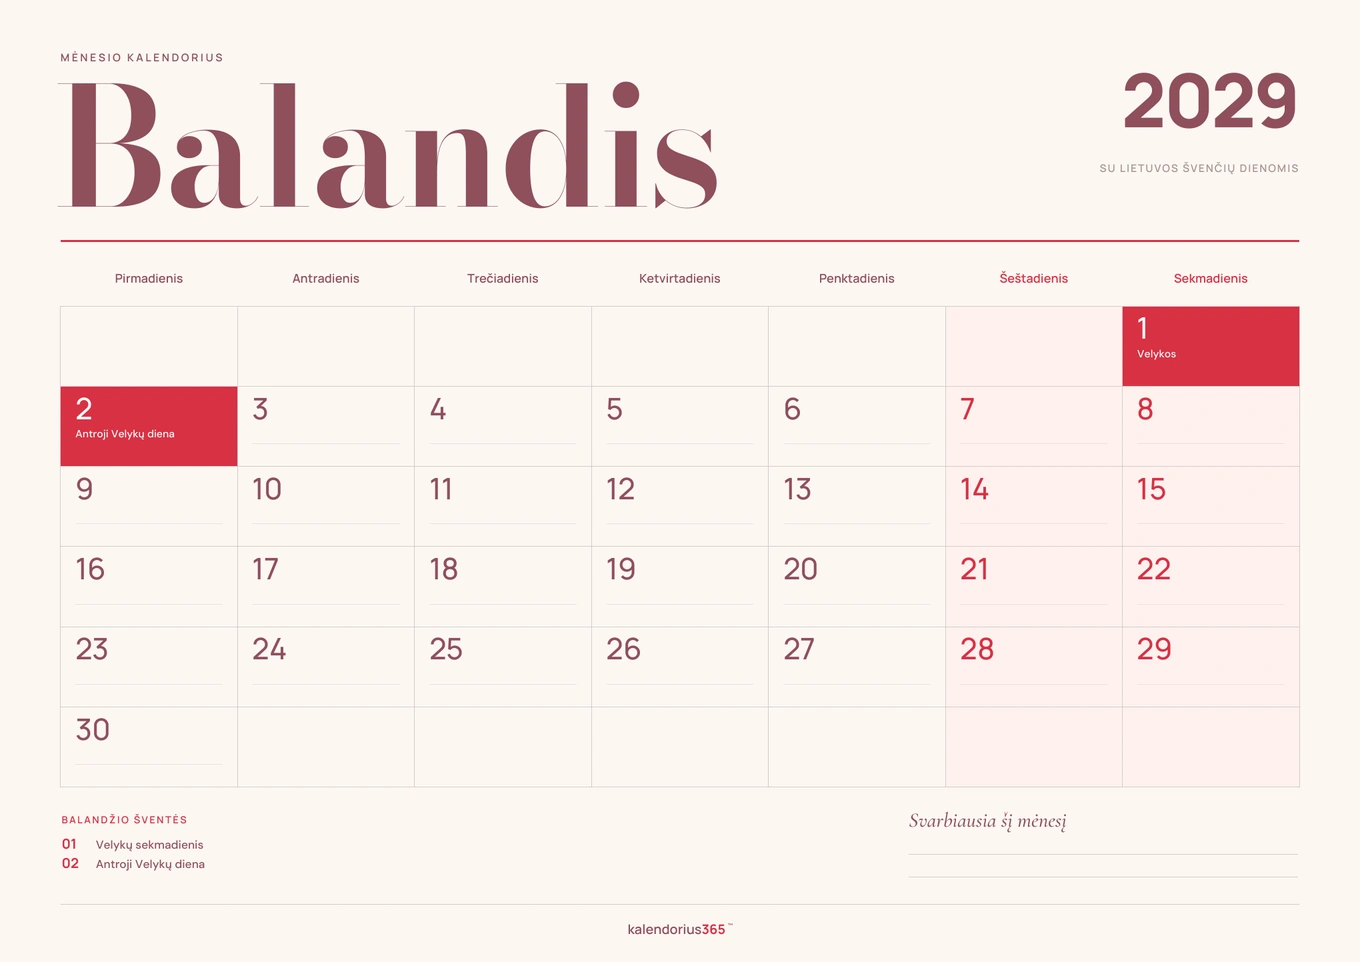 MĖNESIO KALENDORIUS
Balandis
2029
SU LIETUVOS ŠVENČIŲ DIENOMIS
Pirmadienis Antradienis Trečiadienis Ketvirtadienis Penktadienis Šeštadienis Sekmadienis
1
Velykos
2 3 4 5 6 7 8
Antroji Velykų diena
9 10 11 12 13 14 15
16 17 18 19 20 21 22
23 24 25 26 27 28 29
30
BALANDŽIO ŠVENTĖS
01 Velykų sekmadienis
02 Antroji Velykų diena
Svarbiausia šį mėnesį
kalendorius365™